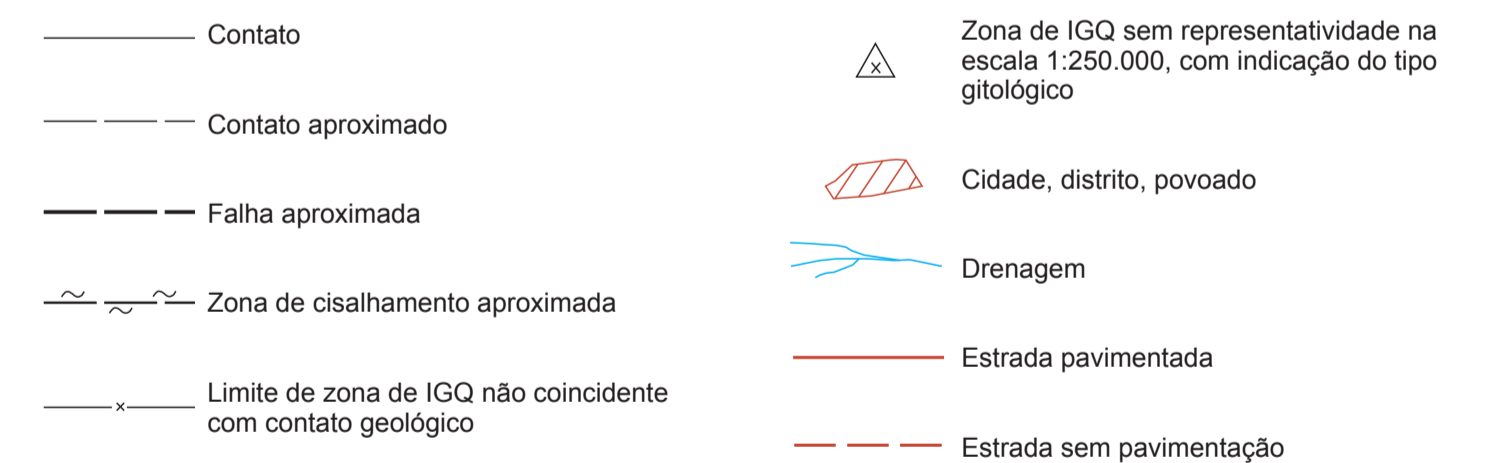 Contato
Contato aproximado
Falha aproximada
Zona de cisalhamento aproximada
x
Limite de zona de IGQ não coincidente
com contato geológico
x
Zona de IGQ sem representatividade na
escala 1:250.000, com indicação do tipo
gitológico
Cidade, distrito, povoado
Drenagem
Estrada pavimentada
Estrada sem pavimentação